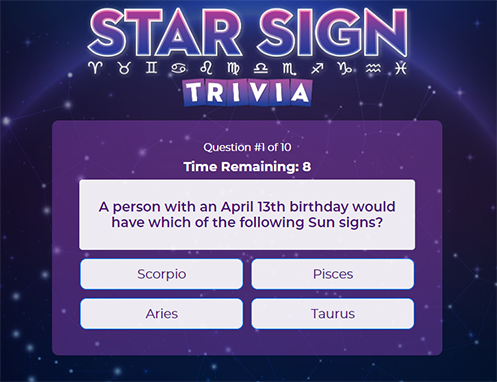 STAR SIGN
♈ ♉ ♊ ♋ ♌ ♍ ♎ ♏ ♐ ♑ ♒ ♓
TRIVIA
Question #1 of 10
Time Remaining: 8
A person with an April 13th birthday would
have which of the following Sun signs?
Scorpio
Pisces
Aries
Taurus